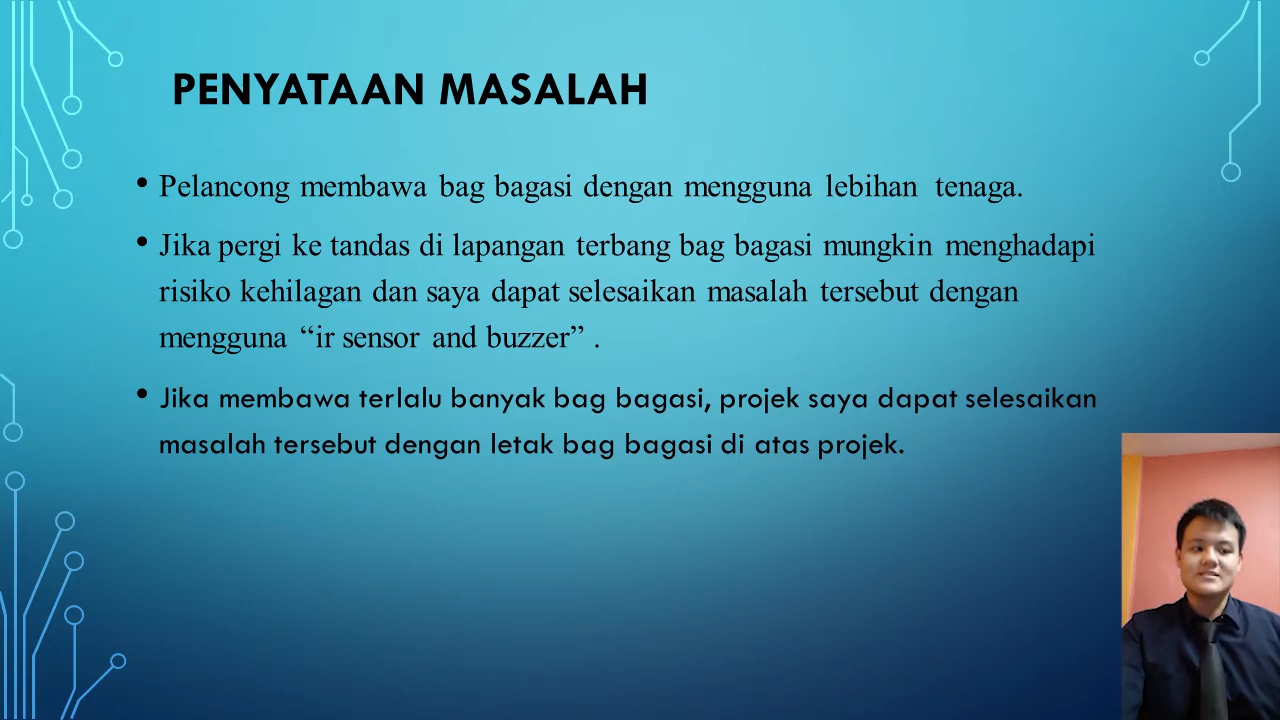 PENYATAAN MASALAH
• Pelancong membawa bag bagasi dengan mengguna lebihan tenaga.
• Jika pergi ke tandas di lapangan terbang bag bagasi mungkin menghadapi
risiko kehilagan dan saya dapat selesaikan masalah tersebut dengan
mengguna “ir sensor and buzzer” .
• Jika membawa terlalu banyak bag bagasi, projek saya dapat selesaikan
masalah tersebut dengan letak bag bagasi di atas projek.